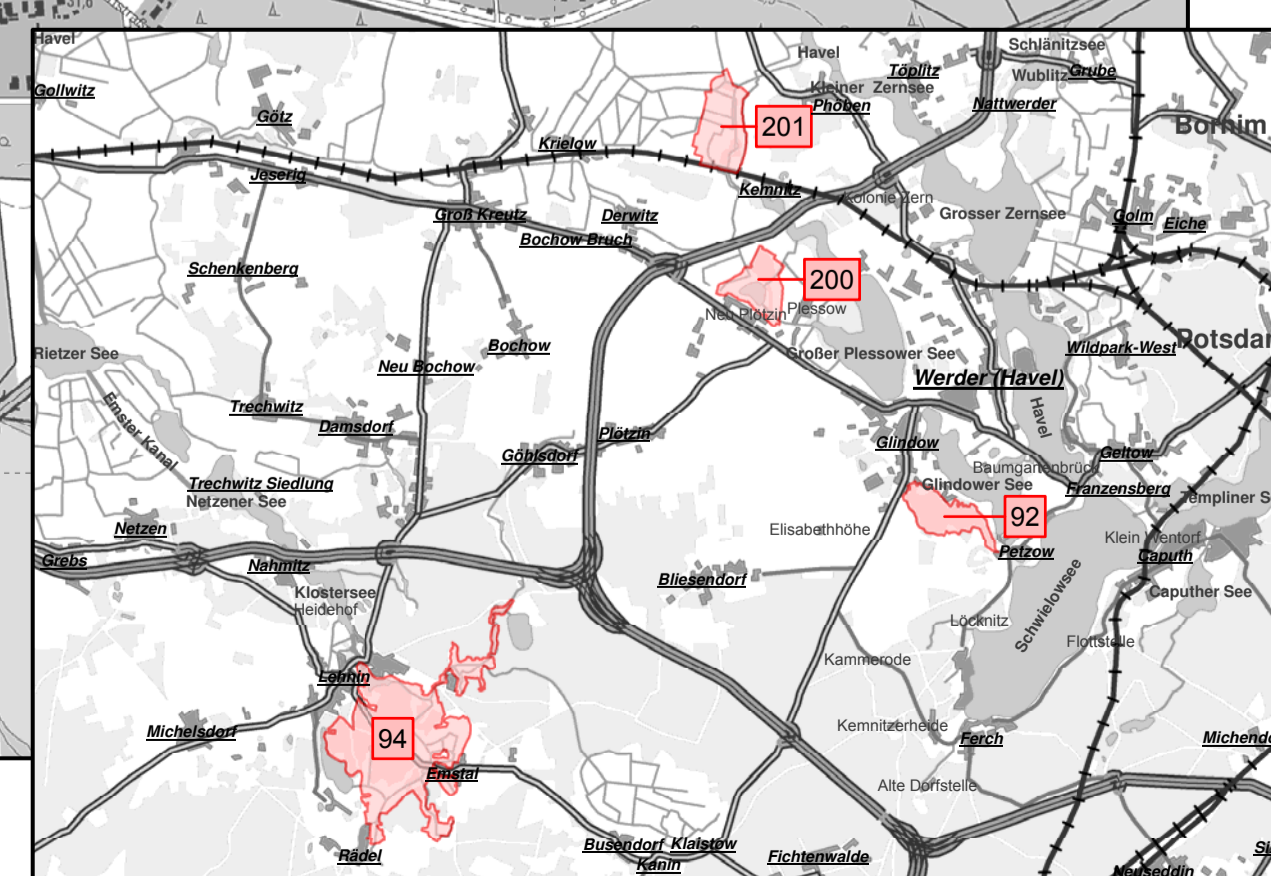 Havel
Havel
Schlänitzsee
Töplitz
Wublitz
Grube
Gollwitz
Kleiner Zernsee
Phöben
Nattwerder
Götz
201
Bornim
Krielow
Jeserig
Kemnitz
Kolonie Zern
Groß Kreutz
Derwitz
Grosser Zernsee
Golm
Eiche
Bochow Bruch
Schenkenberg
200
Neu Plötzin
Plessow
Rietzer See
Bochow
Großer Plessower See
Wildpark-West
Potsda
Neu Bochow
Werder (Havel)
Trechwitz
Emster Kanal
Havel
Damsdorf
Plötzin
Glindow
Göhlsdorf
Geltow
Baumgartenbrück
Trechwitz Siedlung
Glindower See
Franzensberg
Netzener See
Templiner S
92
Netzen
Elisabethhöhe
Klein Wentorf
Petzow
Caputh
Grebs
Nahmitz
Bliesendorf
Klostersee
Caputher See
Heidehof
Schwielowsee
Löcknitz
Flottstelle
Kammerode
Lehnin
Kemnitzerheide
Michelsdorf
94
Ferch
Michend
Emstal
Alte Dorfstelle
Busendorf
Klaistow
Rädel
Fichtenwalde
Kanin
Neuseddin